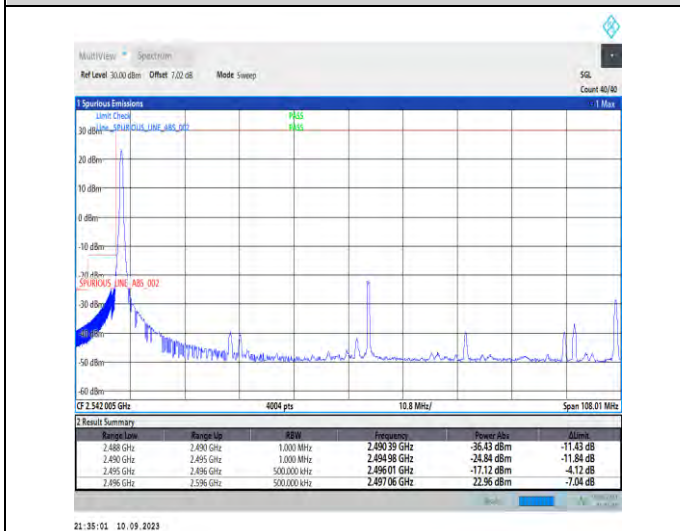 MultiView Spectrum
Ref Level 30.00 dBm Offset 7.02 dB Mode Sweep SGL
Count 40/40
1 Spurious Emissions 1 Max
Limit Check PASS
Line _SPURIOUS_LINE_ABS_002 PASS
30 dBm
20 dBm
10 dBm
0 dBm
-10 dBm
-20 dBm
_SPURIOUS_LINE_ABS_002
-30 dBm
-40 dBm
-50 dBm
-60 dBm
CF 2.542 005 GHz 4004 pts 10.8 MHz/ Span 108.01 MHz
2 Result Summary
Range Low Range Up RBW Frequency Power Abs ΔLimit
2.488 GHz 2.490 GHz 1.000 MHz 2.490 39 GHz -36.43 dBm -11.43 dB
2.490 GHz 2.495 GHz 1.000 MHz 2.494 98 GHz -24.84 dBm -11.84 dB
2.495 GHz 2.496 GHz 500.000 kHz 2.496 01 GHz -17.12 dBm -4.12 dB
2.496 GHz 2.596 GHz 500.000 kHz 2.497 06 GHz 22.96 dBm -7.04 dB
21:35:01 10.09.2023